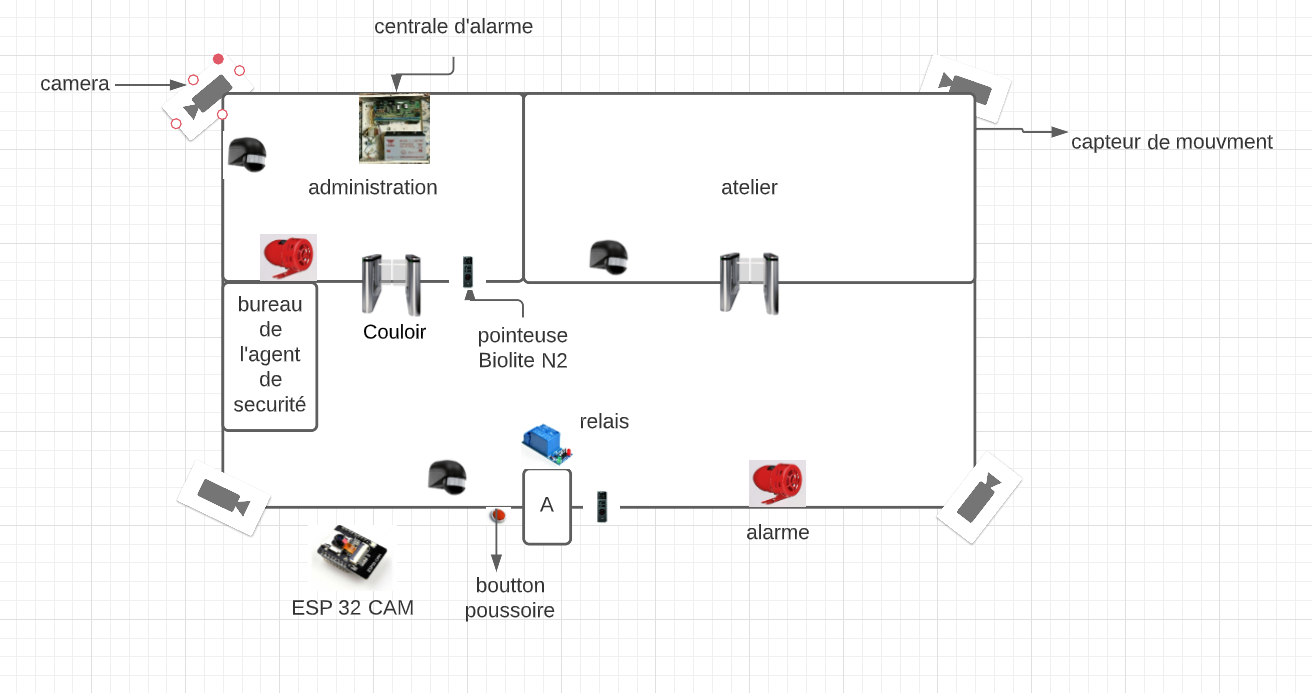 centrale d'alarme
camera
capteur de mouvment
administration
atelier
bureau
de
l'agent
de
securité
Couloir
pointeuse
Biolite N2
relais
A
alarme
boutton
poussoire
ESP 32 CAM